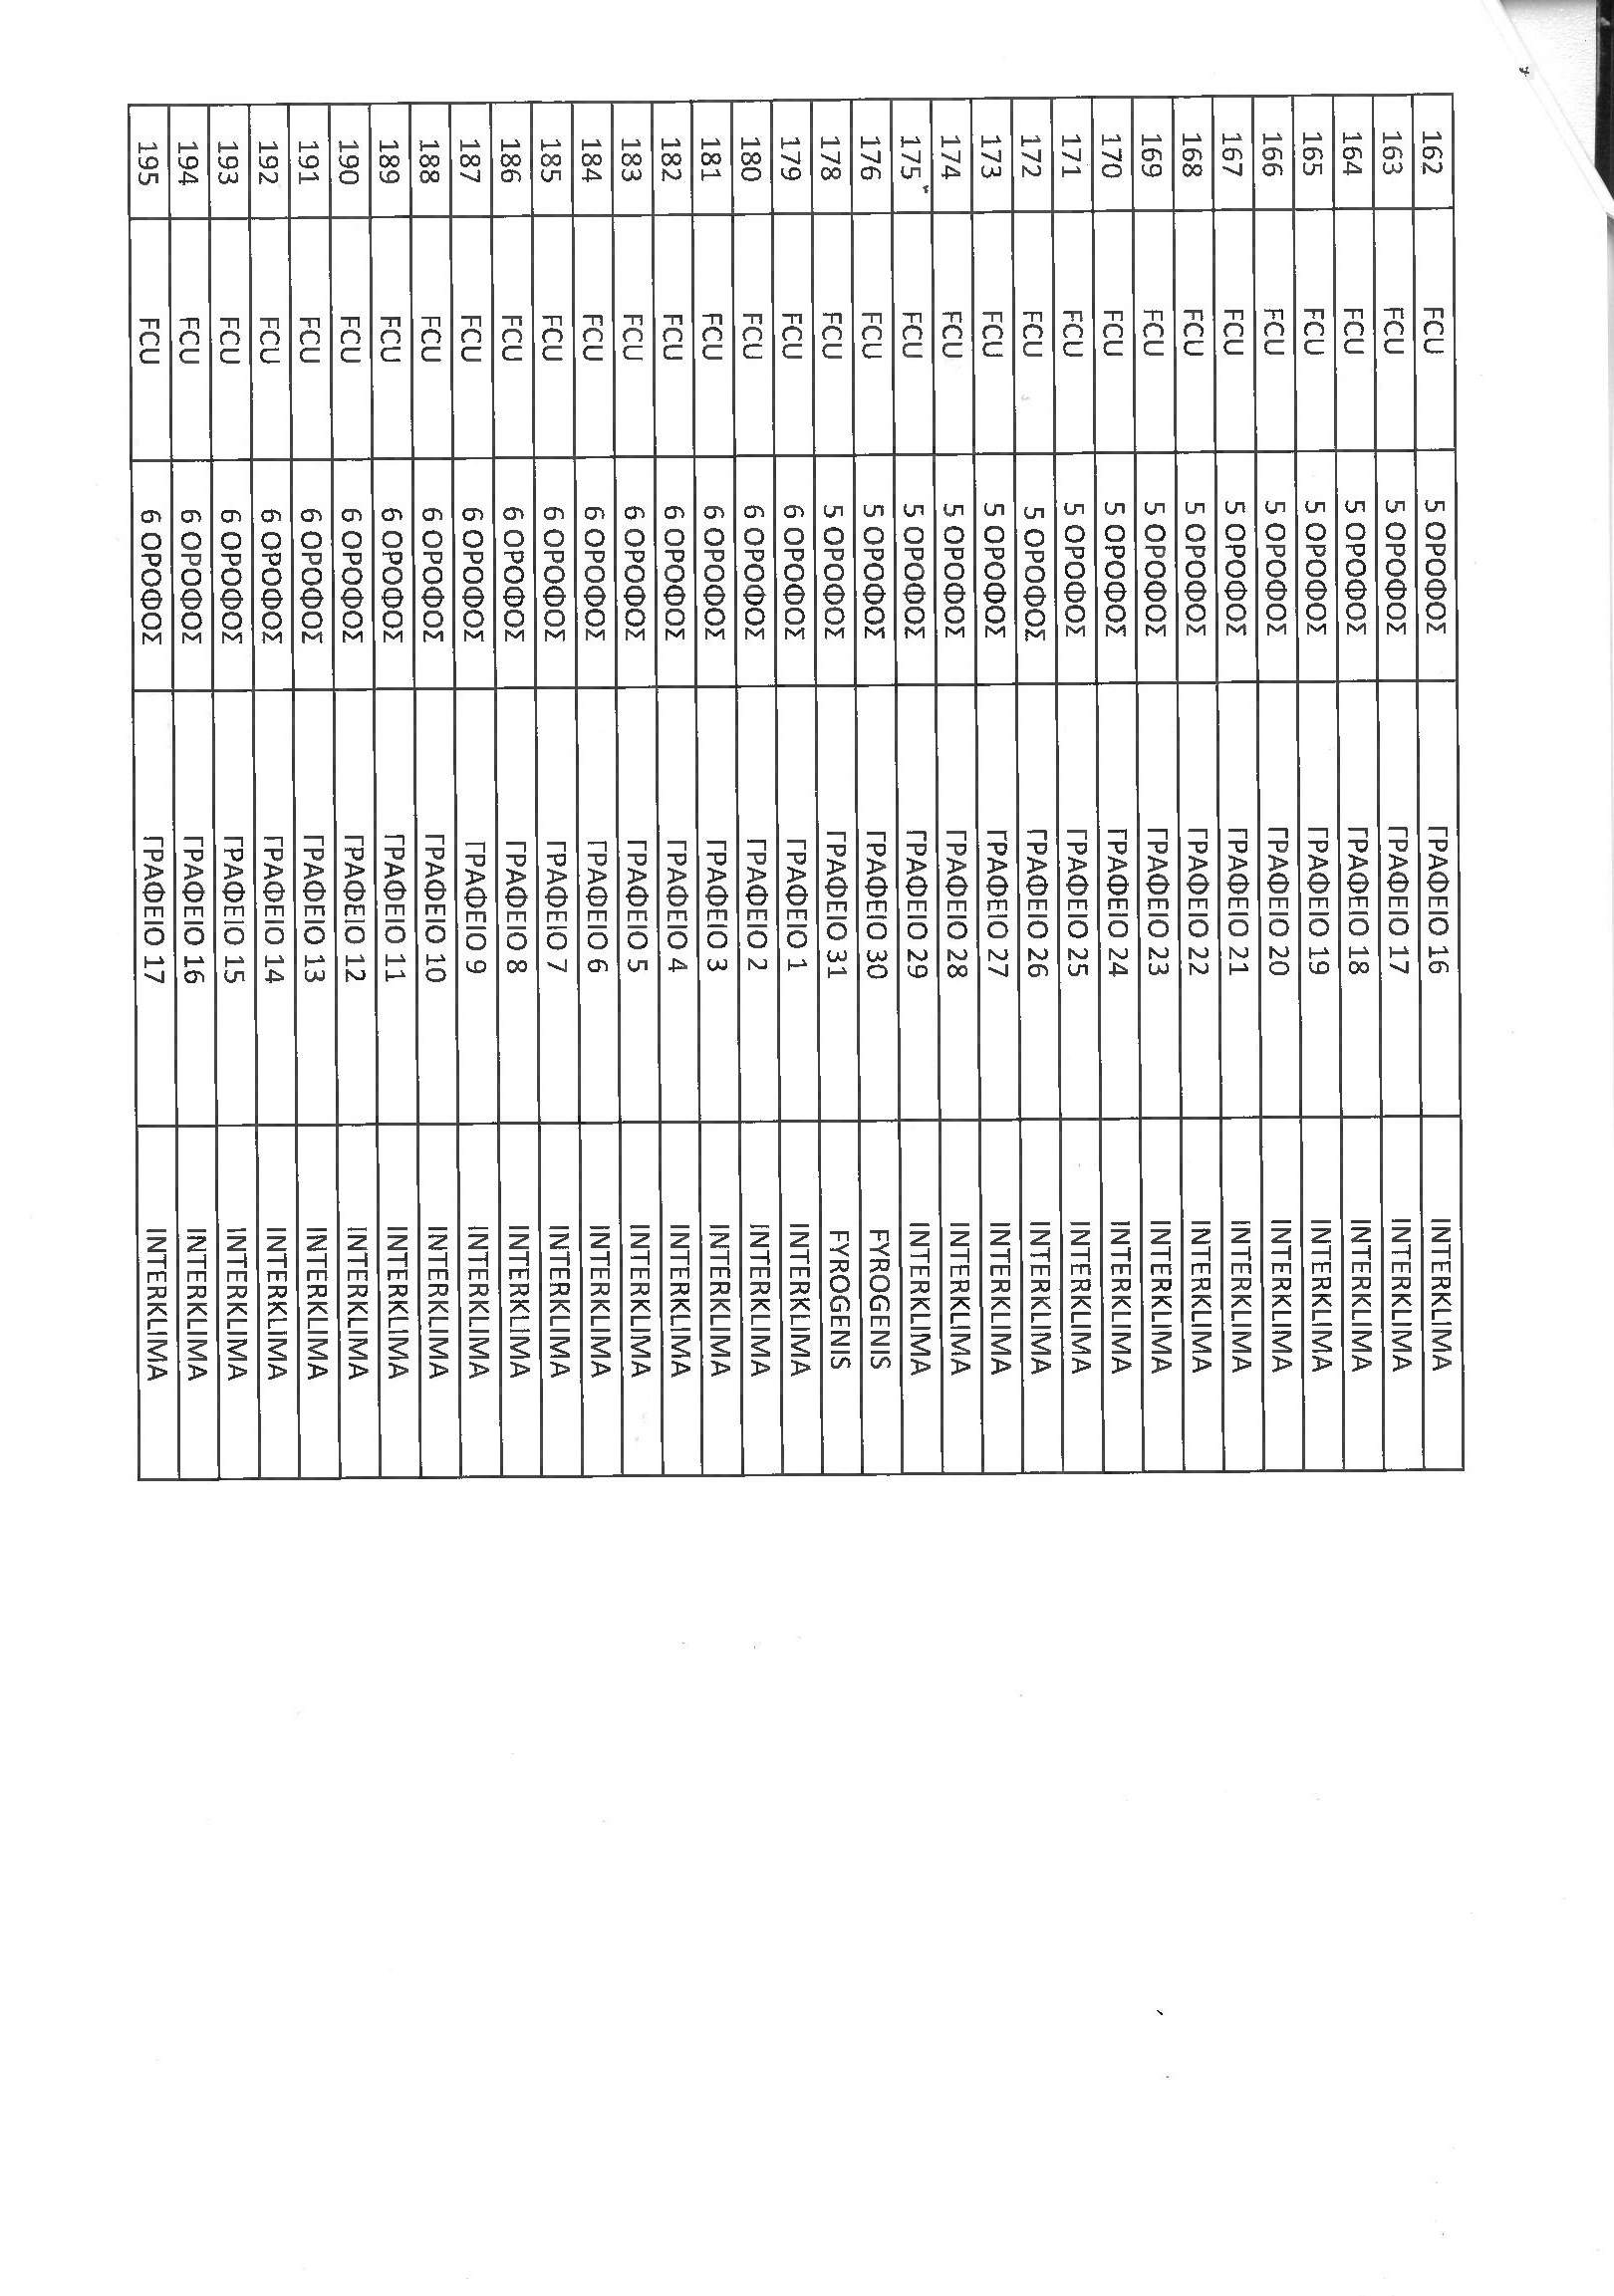 162 FCU 5 ΟΡΟΦΟΣ ΓΡΑΦΕΙΟ 16 INTERKLIMA
163 FCU 5 ΟΡΟΦΟΣ ΓΡΑΦΕΙΟ 17 INTERKLIMA
164 FCU 5 ΟΡΟΦΟΣ ΓΡΑΦΕΙΟ 18 INTERKLIMA
165 FCU 5 ΟΡΟΦΟΣ ΓΡΑΦΕΙΟ 19 INTERKLIMA
166 FCU 5 ΟΡΟΦΟΣ ΓΡΑΦΕΙΟ 20 INTERKLIMA
167 FCU 5 ΟΡΟΦΟΣ ΓΡΑΦΕΙΟ 21 INTERKLIMA
168 FCU 5 ΟΡΟΦΟΣ ΓΡΑΦΕΙΟ 22 INTERKLIMA
169 FCU 5 ΟΡΟΦΟΣ ΓΡΑΦΕΙΟ 23 INTERKLIMA
170 FCU 5 ΟΡΟΦΟΣ ΓΡΑΦΕΙΟ 24 INTERKLIMA
171 FCU 5 ΟΡΟΦΟΣ ΓΡΑΦΕΙΟ 25 INTERKLIMA
172 FCU 5 ΟΡΟΦΟΣ ΓΡΑΦΕΙΟ 26 INTERKLIMA
173 FCU 5 ΟΡΟΦΟΣ ΓΡΑΦΕΙΟ 27 INTERKLIMA
174 FCU 5 ΟΡΟΦΟΣ ΓΡΑΦΕΙΟ 28 INTERKLIMA
175 FCU 5 ΟΡΟΦΟΣ ΓΡΑΦΕΙΟ 29 INTERKLIMA
176 FCU 5 ΟΡΟΦΟΣ ΓΡΑΦΕΙΟ 30 FYROGENIS
178 FCU 5 ΟΡΟΦΟΣ ΓΡΑΦΕΙΟ 31 FYROGENIS
179 FCU 6 ΟΡΟΦΟΣ ΓΡΑΦΕΙΟ 1 INTERKLIMA
180 FCU 6 ΟΡΟΦΟΣ ΓΡΑΦΕΙΟ 2 INTERKLIMA
181 FCU 6 ΟΡΟΦΟΣ ΓΡΑΦΕΙΟ 3 INTERKLIMA
182 FCU 6 ΟΡΟΦΟΣ ΓΡΑΦΕΙΟ 4 INTERKLIMA
183 FCU 6 ΟΡΟΦΟΣ ΓΡΑΦΕΙΟ 5 INTERKLIMA
184 FCU 6 ΟΡΟΦΟΣ ΓΡΑΦΕΙΟ 6 INTERKLIMA
185 FCU 6 ΟΡΟΦΟΣ ΓΡΑΦΕΙΟ 7 INTERKLIMA
186 FCU 6 ΟΡΟΦΟΣ ΓΡΑΦΕΙΟ 8 INTERKLIMA
187 FCU 6 ΟΡΟΦΟΣ ΓΡΑΦΕΙΟ 9 INTERKLIMA
188 FCU 6 ΟΡΟΦΟΣ ΓΡΑΦΕΙΟ 10 INTERKLIMA
189 FCU 6 ΟΡΟΦΟΣ ΓΡΑΦΕΙΟ 11 INTERKLIMA
190 FCU 6 ΟΡΟΦΟΣ ΓΡΑΦΕΙΟ 12 INTERKLIMA
191 FCU 6 ΟΡΟΦΟΣ ΓΡΑΦΕΙΟ 13 INTERKLIMA
192 FCU 6 ΟΡΟΦΟΣ ΓΡΑΦΕΙΟ 14 INTERKLIMA
193 FCU 6 ΟΡΟΦΟΣ ΓΡΑΦΕΙΟ 15 INTERKLIMA
194 FCU 6 ΟΡΟΦΟΣ ΓΡΑΦΕΙΟ 16 INTERKLIMA
195 FCU 6 ΟΡΟΦΟΣ ΓΡΑΦΕΙΟ 17 INTERKLIMA